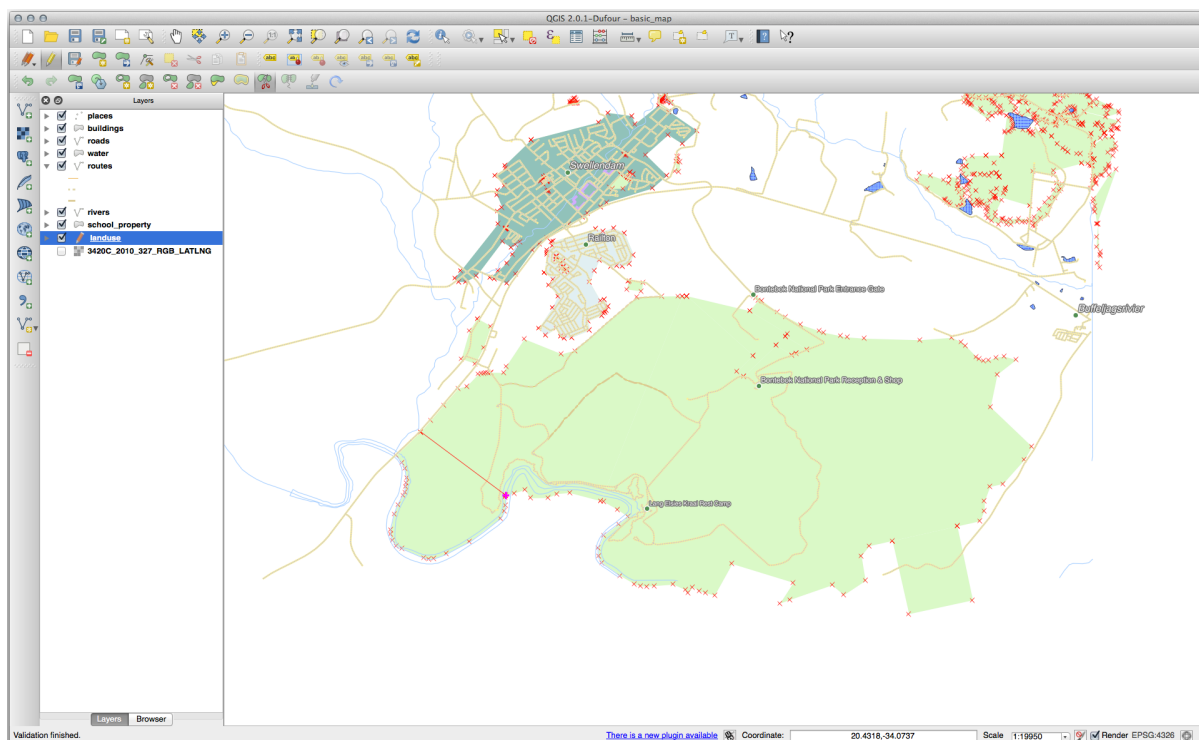 QGIS 2.0.1-Dufour - basic_map
Layers
places
buildings
roads
water
routes
rivers
school_property
landuse
3420C_2010_327_RGB_LATLNG
Swellendam
Railton
Bontebok National Park Entrance Gate
Buffeljagsrivier
Bontebok National Park Reception & Shop
Lang Elsies Kraal Rest Camp
Layers Browser
Validation finished.
There is a new plugin available
Coordinate:
20.4318,-34.0737
Scale
1:19950
Render
EPSG:4326